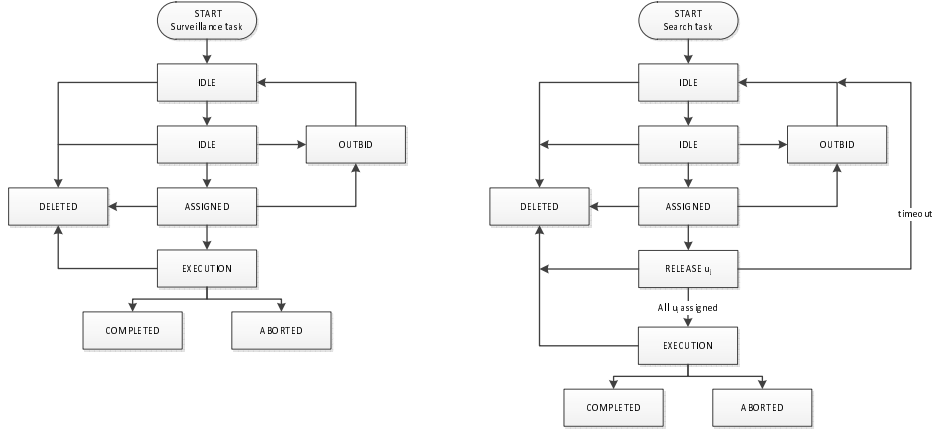 START
Surveillance task
IDLE
IDLE
OUTBID
DELETED
ASSIGNED
EXECUTION
COMPLETED
ABORTED
START
Search task
IDLE
IDLE
OUTBID
DELETED
ASSIGNED
timeout
RELEASE uj
All uj assigned
EXECUTION
COMPLETED
ABORTED